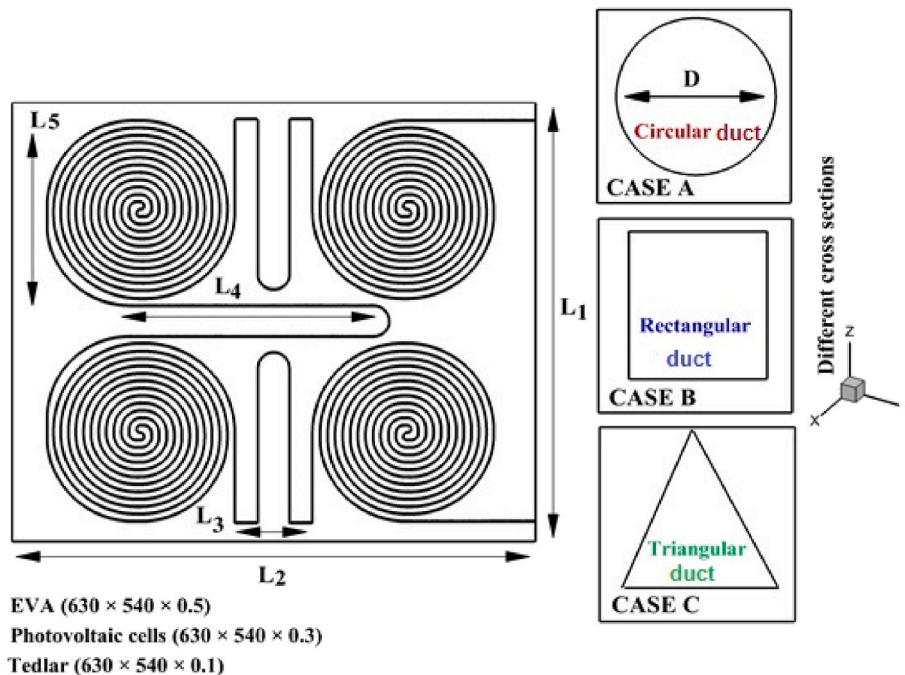 L5
L4
L3
L2
L1
EVA (630 × 540 × 0.5)
Photovoltaic cells (630 × 540 × 0.3)
Tedlar (630 × 540 × 0.1)
D
Circular duct
CASE A
Rectangular
duct
CASE B
Triangular
duct
CASE C
Different cross sections
Z
X